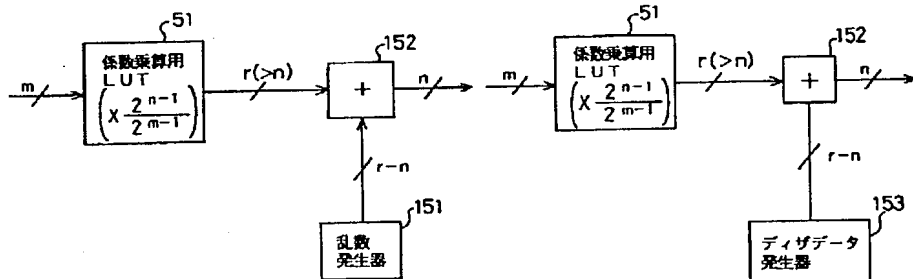 51
係数乗算用
LUT
(× 2^{n-1} / 2^{m-1})
m
r(>n)
152
+
n
r-n
151
乱数
発生器
51
係数乗算用
LUT
(× 2^{n-1} / 2^{m-1})
m
r(>n)
152
+
n
r-n
153
ディザデータ
発生器